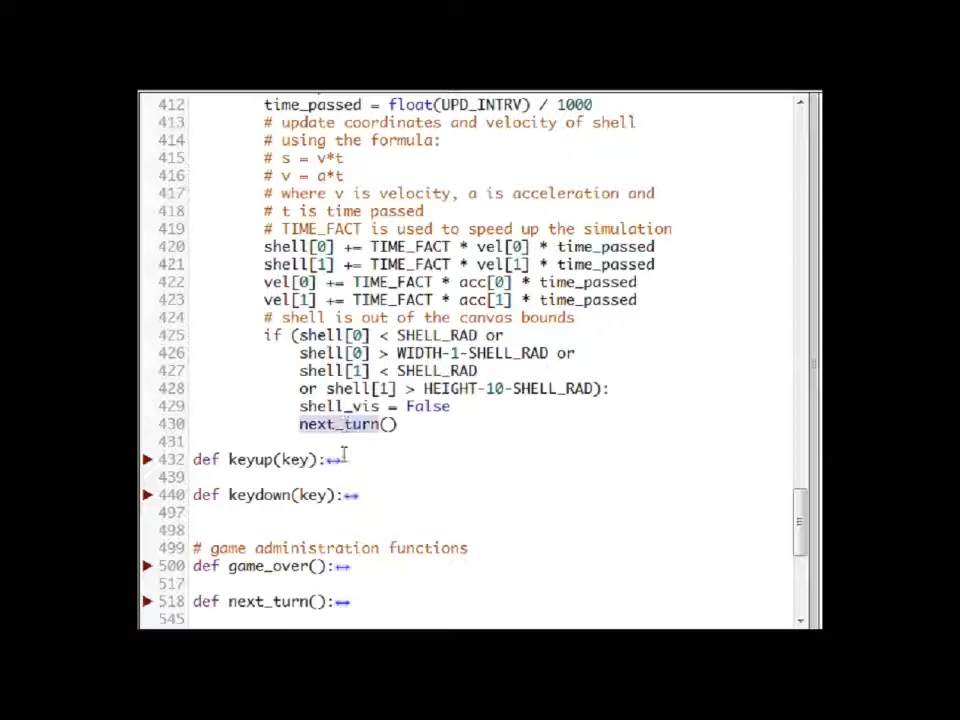 412 time_passed = float(UPD_INTRV) / 1000
413 # update coordinates and velocity of shell
414 # using the formula:
415 # s = v*t
416 # v = a*t
417 # where v is velocity, a is acceleration and
418 # t is time passed
419 # TIME_FACT is used to speed up the simulation
420 shell[0] += TIME_FACT * vel[0] * time_passed
421 shell[1] += TIME_FACT * vel[1] * time_passed
422 vel[0] += TIME_FACT * acc[0] * time_passed
423 vel[1] += TIME_FACT * acc[1] * time_passed
424 # shell is out of the canvas bounds
425 if (shell[0] < SHELL_RAD or
426 shell[0] > WIDTH-1-SHELL_RAD or
427 shell[1] < SHELL_RAD
428 or shell[1] > HEIGHT-10-SHELL_RAD):
429 shell_vis = False
430 next_turn()
431
432 def keyup(key):
439
440 def keydown(key):
497
498
499 # game administration functions
500 def game_over():
517
518 def next_turn():
545